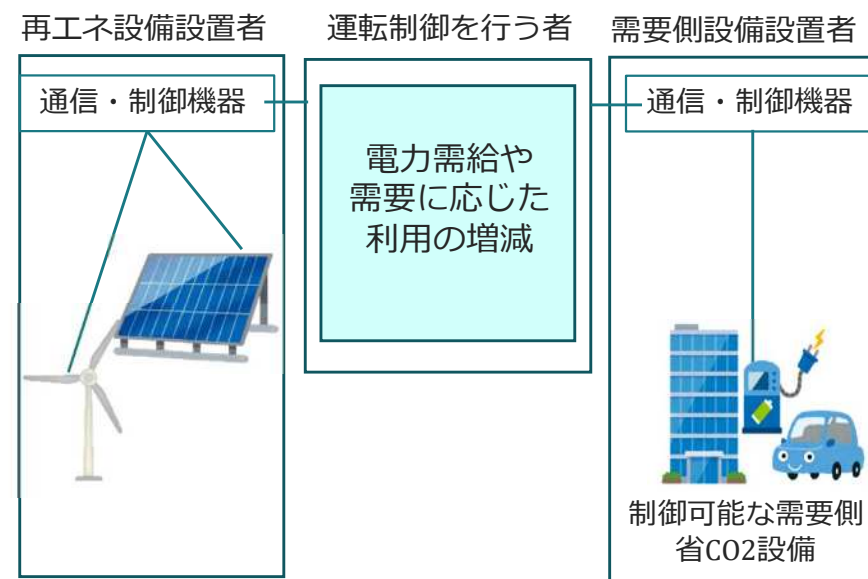 再エネ設備設置者
運転制御を行う者
需要側設備設置者
通信・制御機器
電力需給や
需要に応じた
利用の増減
通信・制御機器
制御可能な需要側
省CO2設備